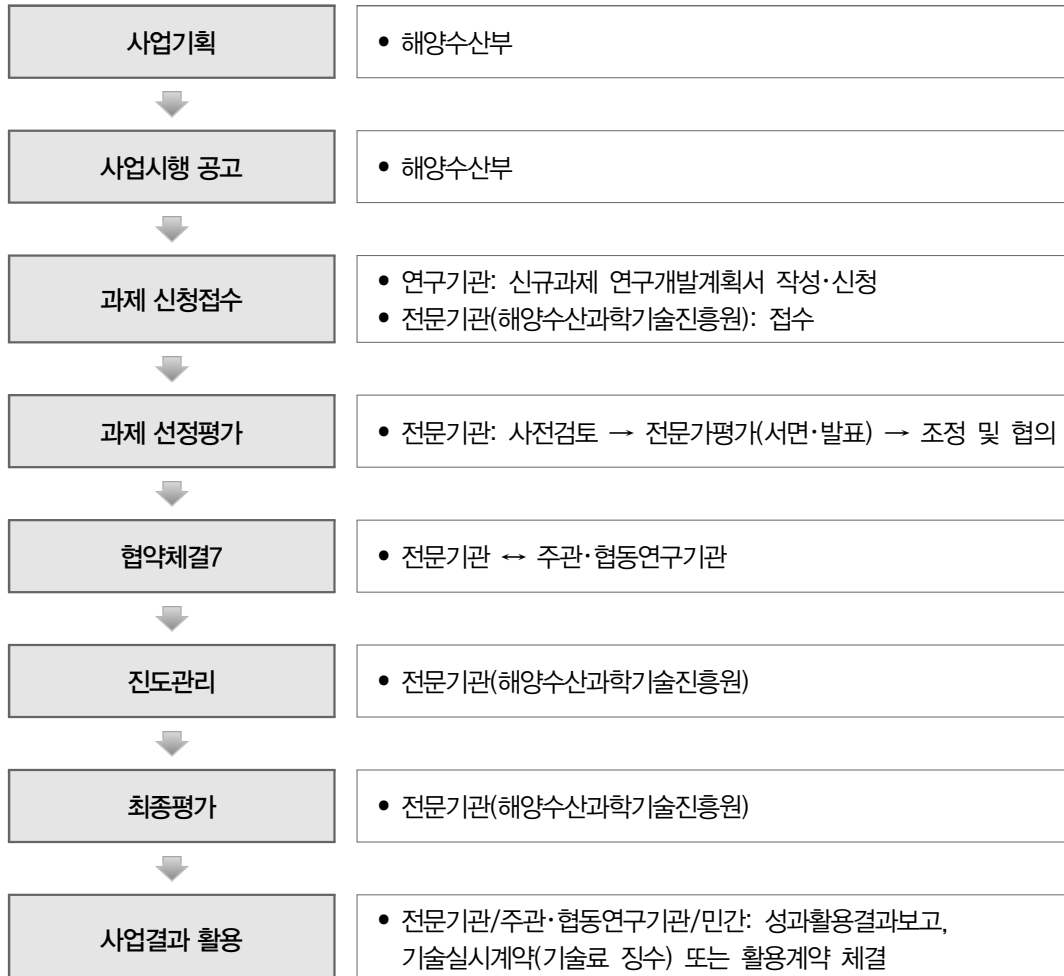 사업기획
• 해양수산부
사업시행 공고
• 해양수산부
과제 신청접수
• 연구기관: 신규과제 연구개발계획서 작성·신청
• 전문기관(해양수산과학기술진흥원): 접수
과제 선정평가
• 전문기관: 사전검토 → 전문가평가(서면·발표) → 조정 및 협의
협약체결7
• 전문기관 ↔ 주관·협동연구기관
진도관리
• 전문기관(해양수산과학기술진흥원)
최종평가
• 전문기관(해양수산과학기술진흥원)
사업결과 활용
• 전문기관/주관·협동연구기관/민간: 성과활용결과보고,
기술실시계약(기술료 징수) 또는 활용계약 체결